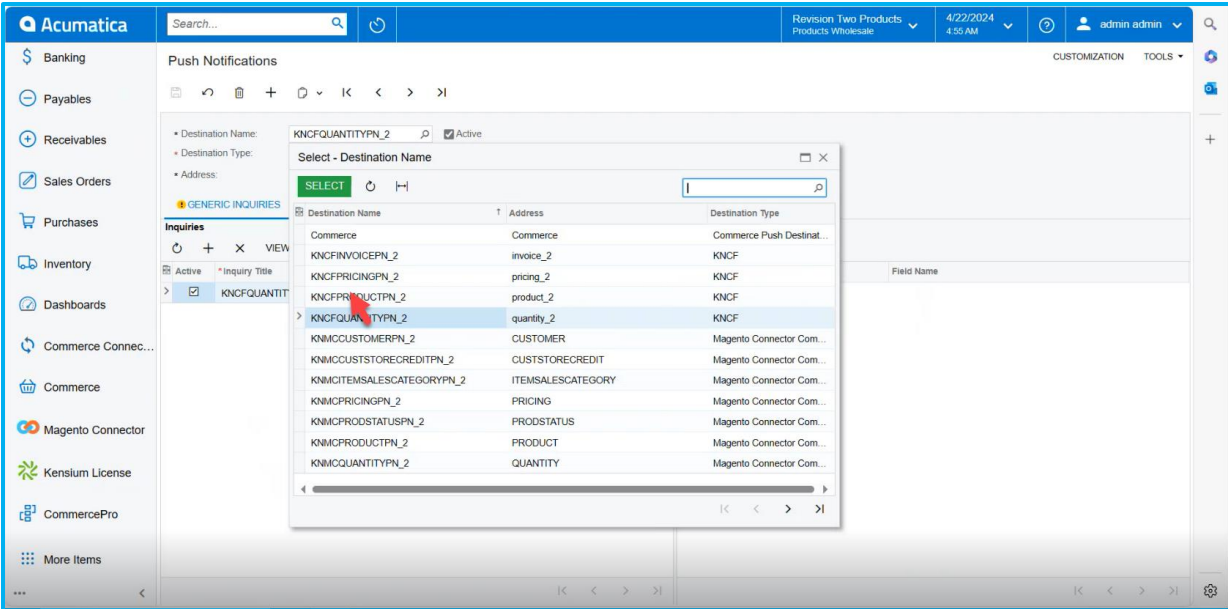 Acumatica
Search...
Revision Two Products
Products Wholesale
4/22/2024
4:55 AM
admin admin
Banking
Payables
Receivables
Sales Orders
Purchases
Inventory
Dashboards
Commerce Connec...
Commerce
Magento Connector
Kensium License
CommercePro
More Items
Push Notifications
CUSTOMIZATION TOOLS
• Destination Name: KNCFQUANTITYPN_2 Active
• Destination Type:
• Address:
GENERIC INQUIRIES
Inquiries
VIEW
Active * Inquiry Title
KNCFQUANTIT
Field Name
Select - Destination Name
SELECT
Destination Name Address Destination Type
Commerce Commerce Commerce Push Destinat...
KNCFINVOICEPN_2 invoice_2 KNCF
KNCFPRICINGPN_2 pricing_2 KNCF
KNCFPRODUCTPN_2 product_2 KNCF
KNCFQUANTITYPN_2 quantity_2 KNCF
KNMCCUSTOMERPN_2 CUSTOMER Magento Connector Com...
KNMCCUSTSTORECREDITPN_2 CUSTSTORECREDIT Magento Connector Com...
KNMCITEMSALESCATEGORYPN_2 ITEMSALESCATEGORY Magento Connector Com...
KNMCPRICINGPN_2 PRICING Magento Connector Com...
KNMCPRODSTATUSPN_2 PRODSTATUS Magento Connector Com...
KNMCPRODUCTPN_2 PRODUCT Magento Connector Com...
KNMCQUANTITYPN_2 QUANTITY Magento Connector Com...